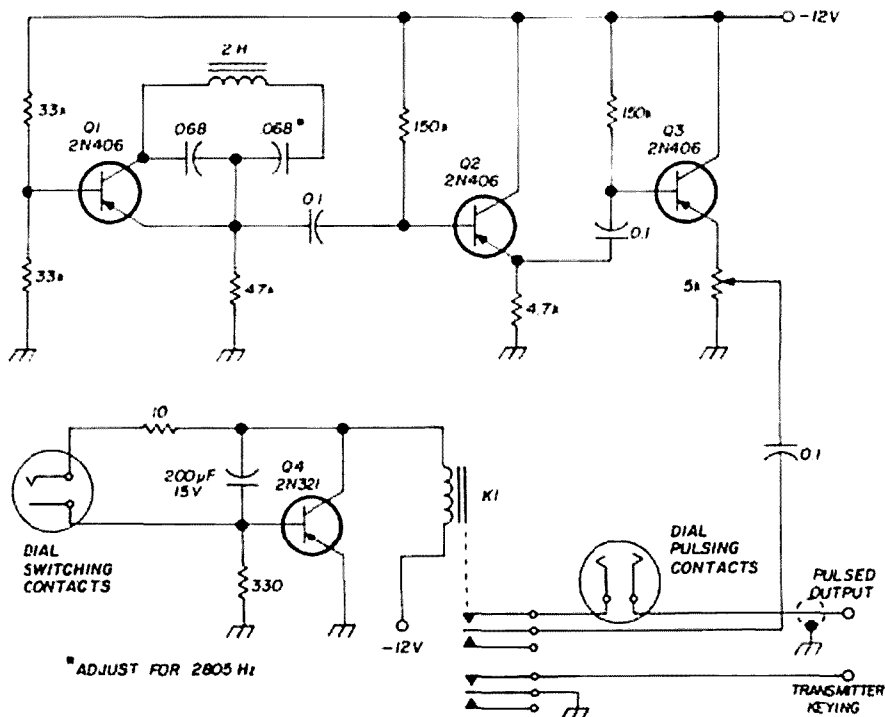 -12V
2 H
33k
Q1
2N406
.068
.068*
150k
150k
Q3
2N406
Q2
2N406
0.1
0.1
33k
4.7k
4.7k
5k
10
200µF
15V
Q4
2N321
K1
0.1
DIAL
SWITCHING
CONTACTS
330
-12V
DIAL
PULSING
CONTACTS
PULSED
OUTPUT
*ADJUST FOR 2805 Hz
TRANSMITTER
KEYING